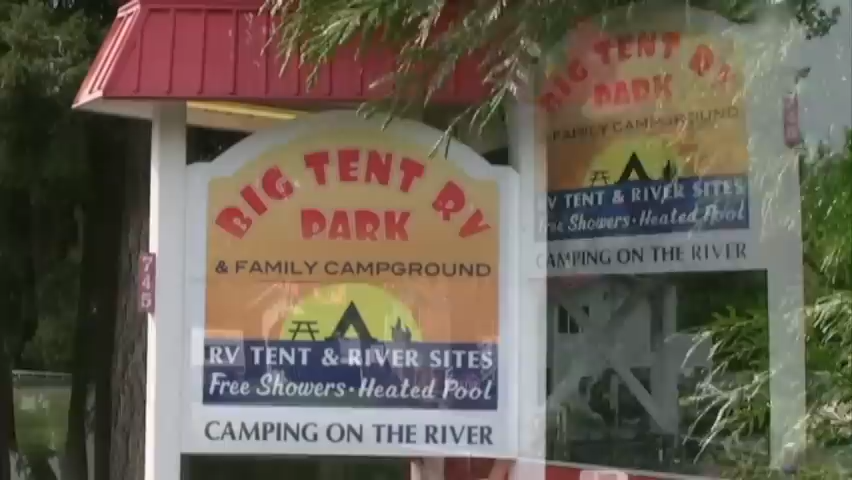 BIG TENT RV
PARK
& FAMILY CAMPGROUND
RV TENT & RIVER SITES
Free Showers • Heated Pool
CAMPING ON THE RIVER
745
BIG TENT RV
PARK
FAMILY CAMPGROUND
RV TENT & RIVER SITES
Free Showers • Heated Pool
CAMPING ON THE RIVER